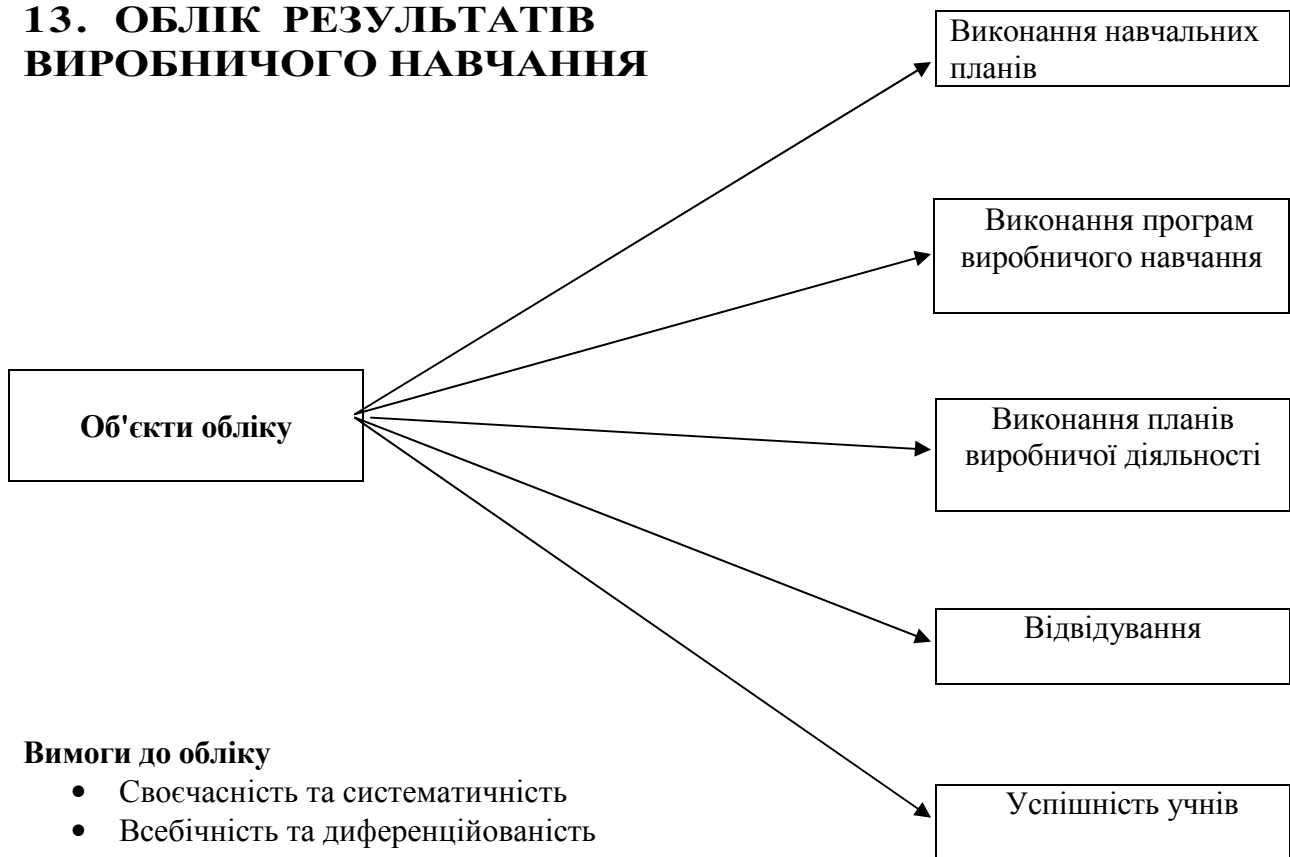 13. ОБЛІК РЕЗУЛЬТАТІВ
ВИРОБНИЧОГО НАВЧАННЯ
Виконання навчальних
планів
Виконання програм
виробничого навчання
Об'єкти обліку
Виконання планів
виробничої діяльності
Відвідування
Вимоги до обліку
• Своєчасність та систематичність
• Всебічність та диференційованість
Успішність учнів